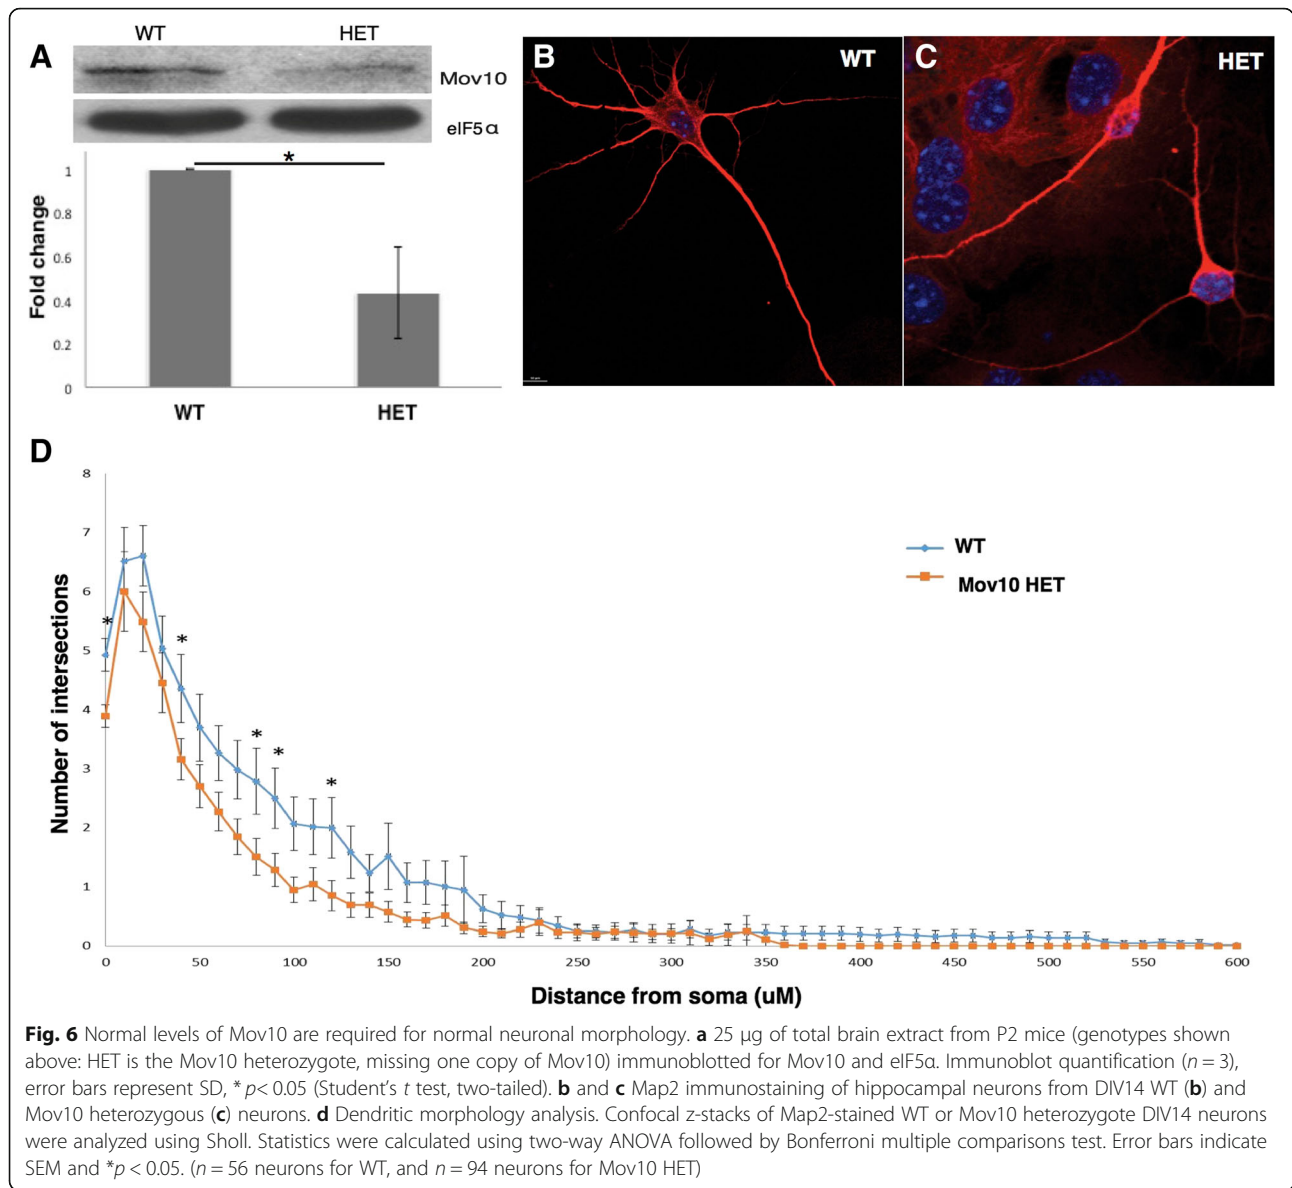 A
WT HET
Mov10
eIF5α
*
1
0.8
0.6
0.4
0.2
0
Fold change
WT HET
B WT
C HET
D
8
7
6
5
4
3
2
1
0
Number of intersections
* * * * *
WT
Mov10 HET
0 50 100 150 200 250 300 350 400 450 500 550 600
Distance from soma (uM)
Fig. 6 Normal levels of Mov10 are required for normal neuronal morphology. a 25 μg of total brain extract from P2 mice (genotypes shown
above: HET is the Mov10 heterozygote, missing one copy of Mov10) immunoblotted for Mov10 and eIF5α. Immunoblot quantification (n = 3),
error bars represent SD, * p< 0.05 (Student's t test, two-tailed). b and c Map2 immunostaining of hippocampal neurons from DIV14 WT (b) and
Mov10 heterozygous (c) neurons. d Dendritic morphology analysis. Confocal z-stacks of Map2-stained WT or Mov10 heterozygote DIV14 neurons
were analyzed using Sholl. Statistics were calculated using two-way ANOVA followed by Bonferroni multiple comparisons test. Error bars indicate
SEM and *p < 0.05. (n = 56 neurons for WT, and n = 94 neurons for Mov10 HET)